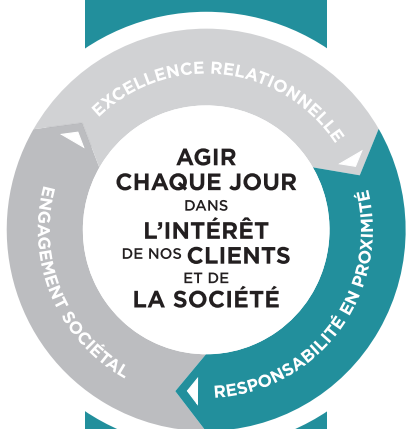 EXCELLENCE RELATIONNELLE
AGIR
CHAQUE JOUR
DANS
L'INTÉRÊT
DE NOS CLIENTS
ET DE
LA SOCIÉTÉ
RESPONSABILITÉ EN PROXIMITÉ
ENGAGEMENT SOCIÉTAL